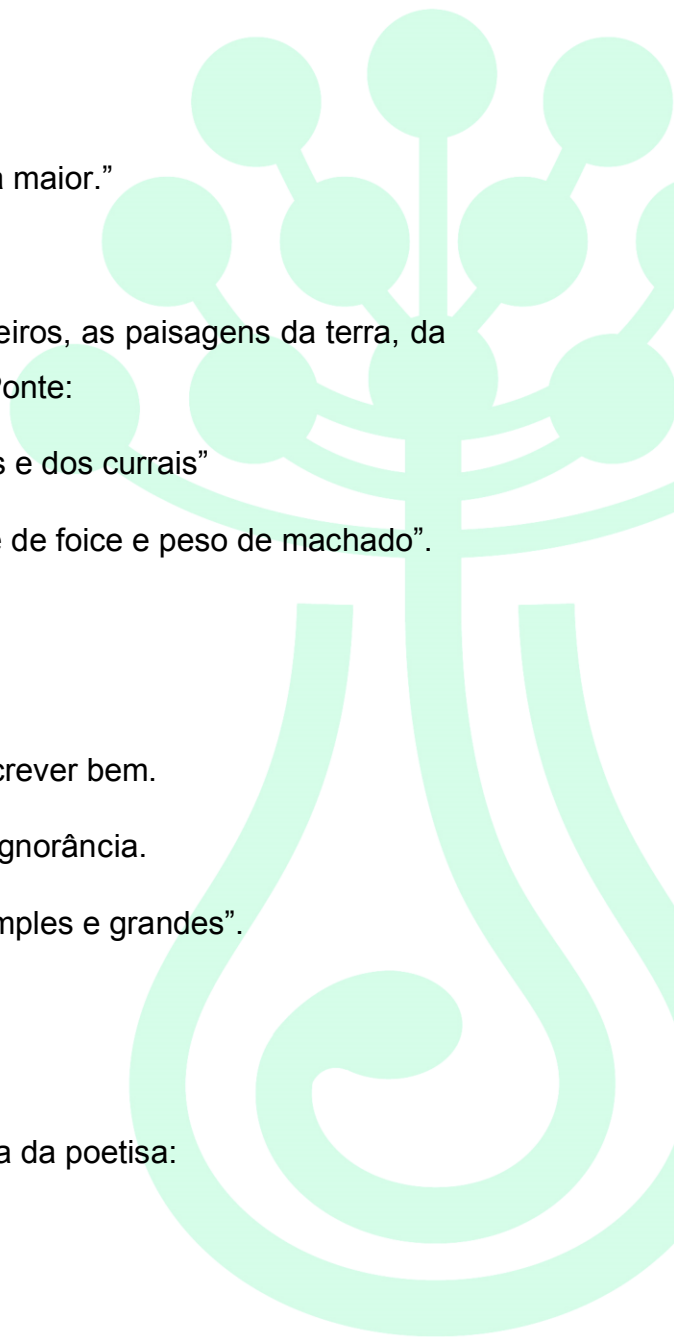 maior.”
eiros, as paisagens da terra, da
Ponte:
s e dos currais”
e de foice e peso de machado”.
crever bem.
gnorância.
mples e grandes”.
a da poetisa: